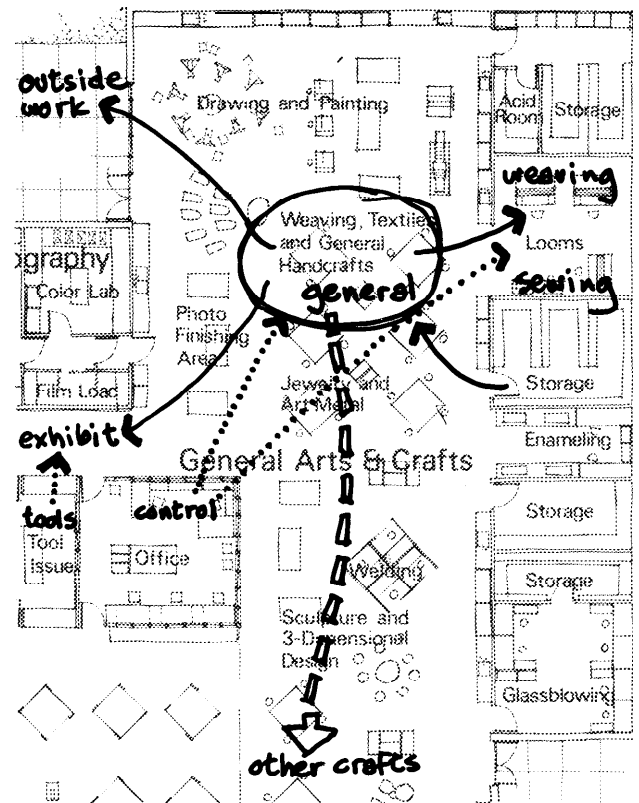 outside
work
Drawing and Painting
Acid
Room
Storage
weaving
Weaving, Textiles
and General
Handcrafts
Looms
ography
Color Lab
general
sewing
Photo
Finishing
Area
Film Load
Jewelry and
Art Metal
Storage
exhibit
Enameling
General Arts & Crafts
tools
control
Storage
Tool
Issue
Office
Welding
Storage
Sculpture and
3-Dimensional
Design
Glassblowing
other crafts